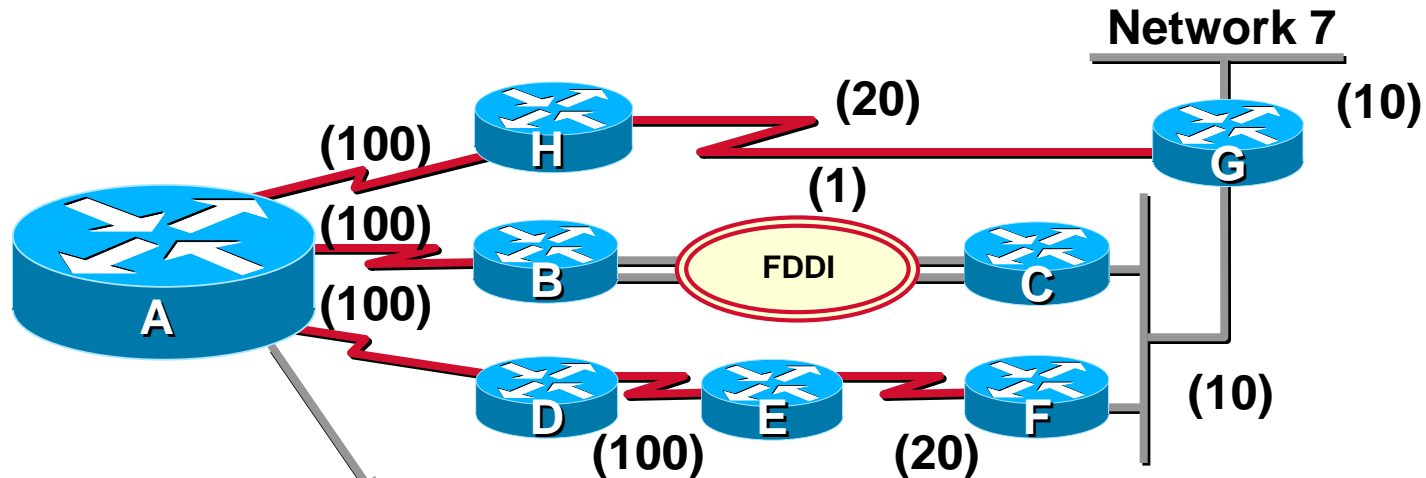 Network 7
(20)
(10)
(100)
H
G
(1)
(100)
B
FDDI
C
A
(100)
D
E
F
(10)
(100)
(20)